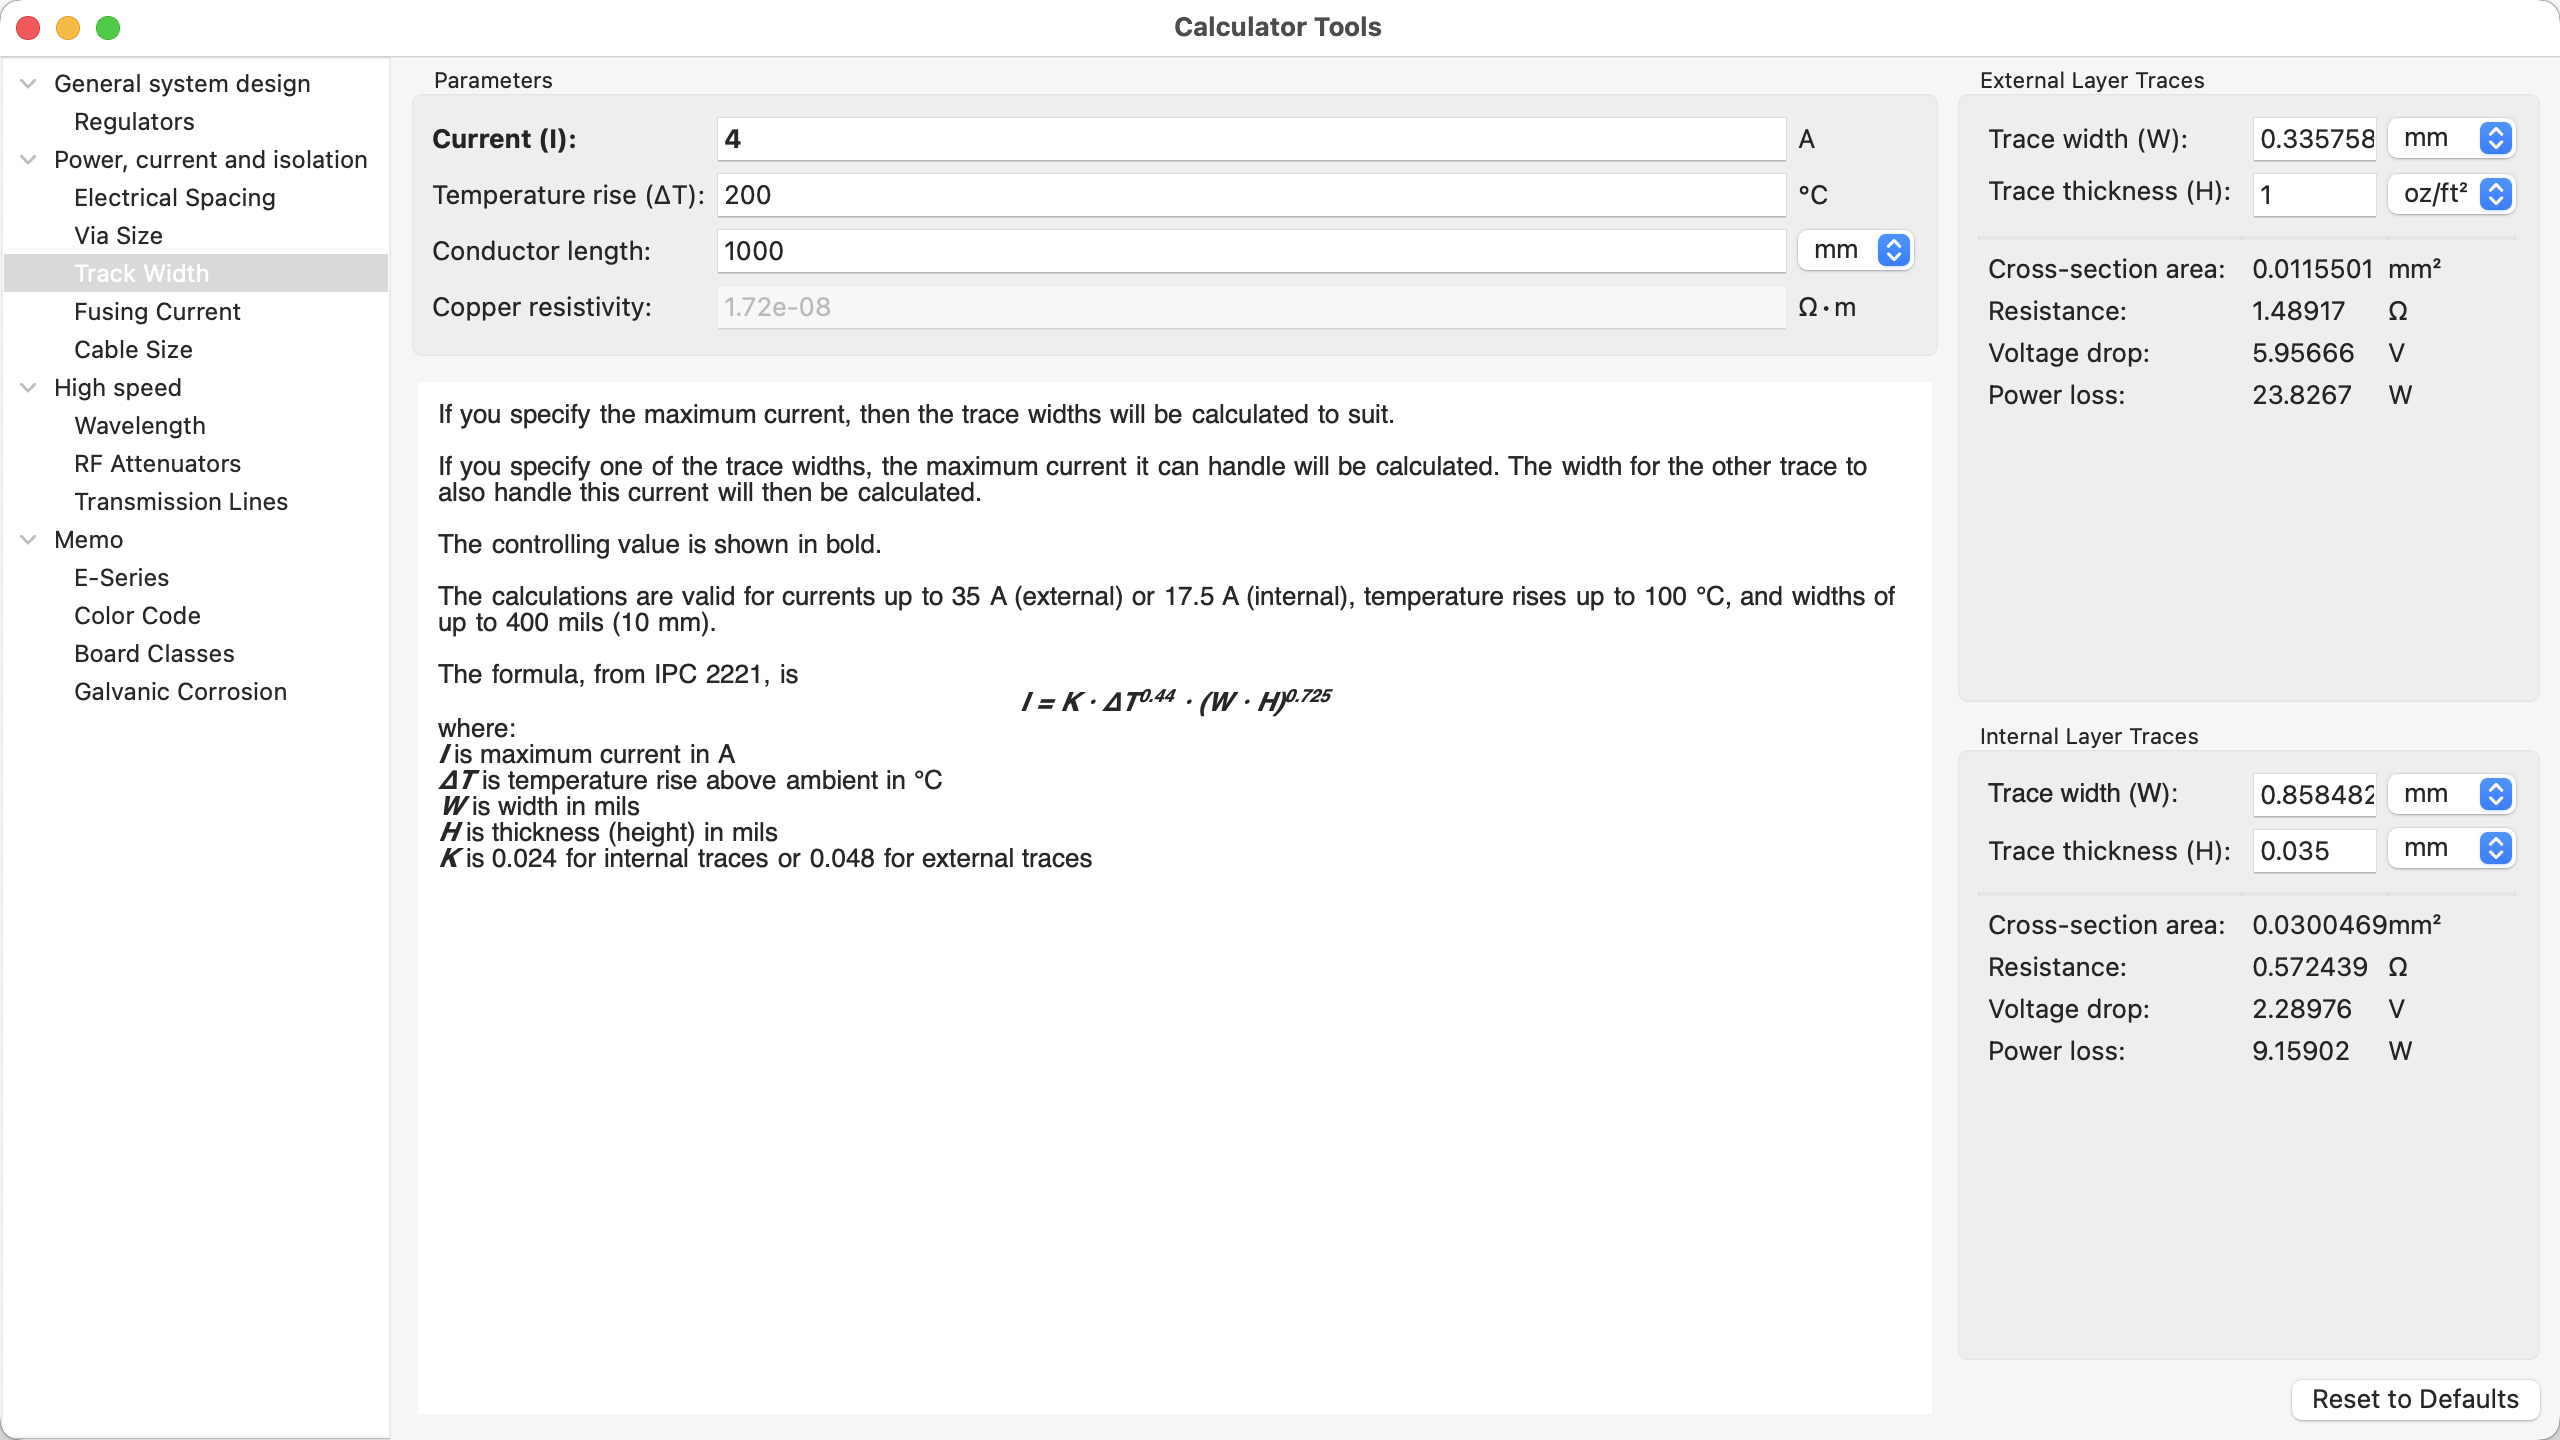 Calculator Tools
General system design
Regulators
Power, current and isolation
Electrical Spacing
Via Size
Track Width
Fusing Current
Cable Size
High speed
Wavelength
RF Attenuators
Transmission Lines
Memo
E-Series
Color Code
Board Classes
Galvanic Corrosion
Parameters
Current (I): 4 A
Temperature rise (ΔT): 200 °C
Conductor length: 1000 mm
Copper resistivity: 1.72e-08 Ω·m
If you specify the maximum current, then the trace widths will be calculated to suit.
If you specify one of the trace widths, the maximum current it can handle will be calculated. The width for the other trace to
also handle this current will then be calculated.
The controlling value is shown in bold.
The calculations are valid for currents up to 35 A (external) or 17.5 A (internal), temperature rises up to 100 °C, and widths of
up to 400 mils (10 mm).
The formula, from IPC 2221, is
I = K · ΔT^0.44 · (W · H)^0.725
where:
I is maximum current in A
ΔT is temperature rise above ambient in °C
W is width in mils
H is thickness (height) in mils
K is 0.024 for internal traces or 0.048 for external traces
External Layer Traces
Trace width (W): 0.335758 mm
Trace thickness (H): 1 oz/ft²
Cross-section area: 0.0115501 mm²
Resistance: 1.48917 Ω
Voltage drop: 5.95666 V
Power loss: 23.8267 W
Internal Layer Traces
Trace width (W): 0.858482 mm
Trace thickness (H): 0.035 mm
Cross-section area: 0.0300469mm²
Resistance: 0.572439 Ω
Voltage drop: 2.28976 V
Power loss: 9.15902 W
Reset to Defaults